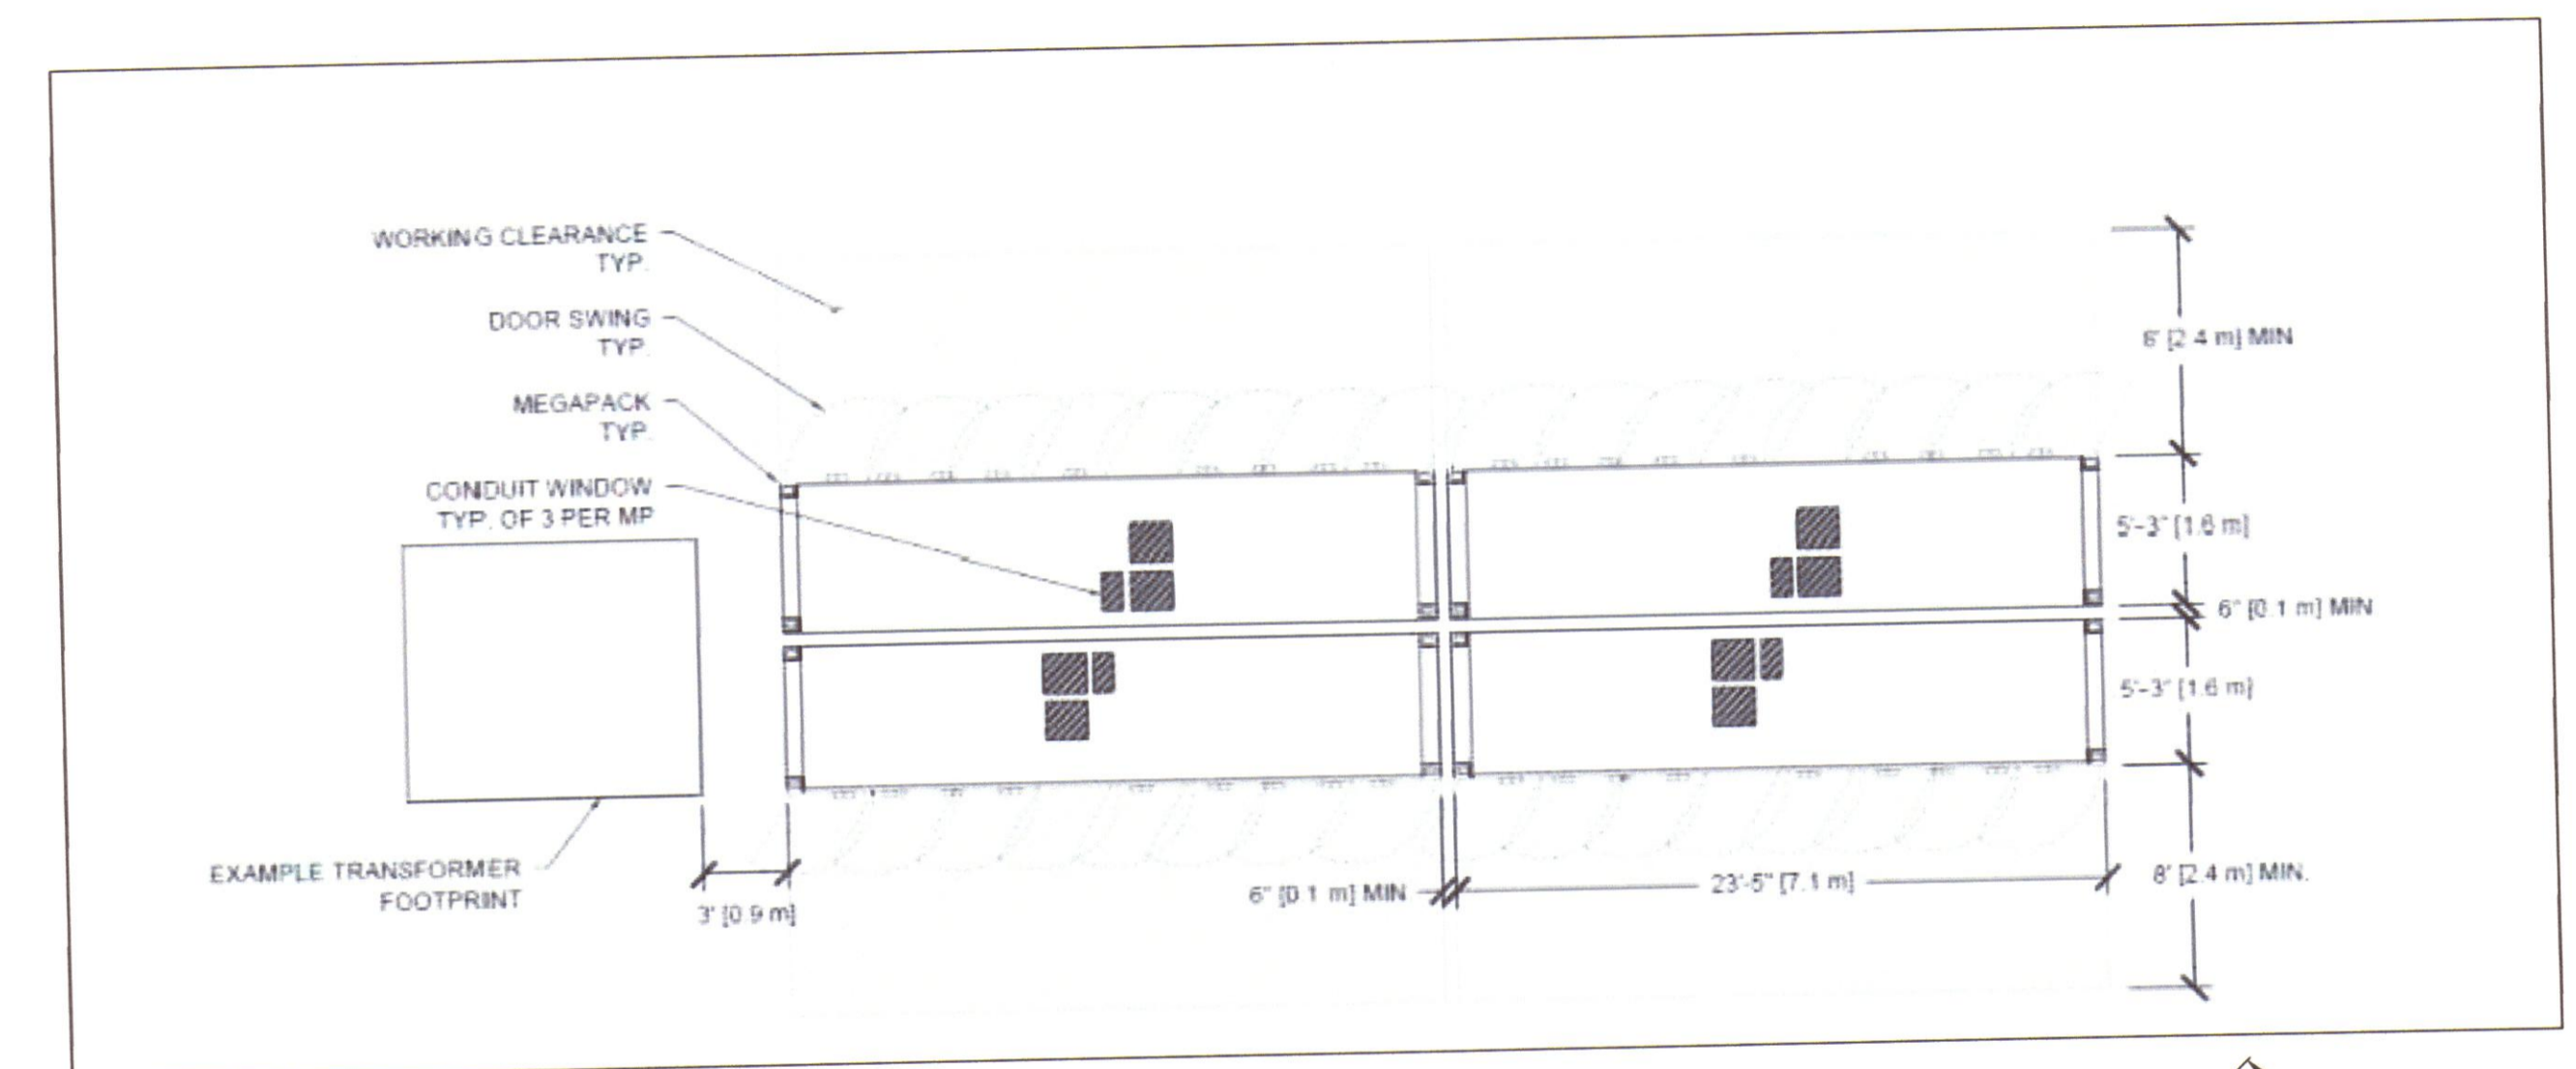 WORKING CLEARANCE
TYP.
DOOR SWING
TYP.
MEGAPACK
TYP.
CONDUIT WINDOW
TYP. OF 3 PER MP
EXAMPLE TRANSFORMER
FOOTPRINT
3' [0.9 m]
6" [0.1 m] MIN
23'-5" [7.1 m]
8' [2.4 m] MIN
5'-3" [1.6 m]
6" [0.1 m] MIN
5'-3" [1.6 m]
8' [2.4 m] MIN.